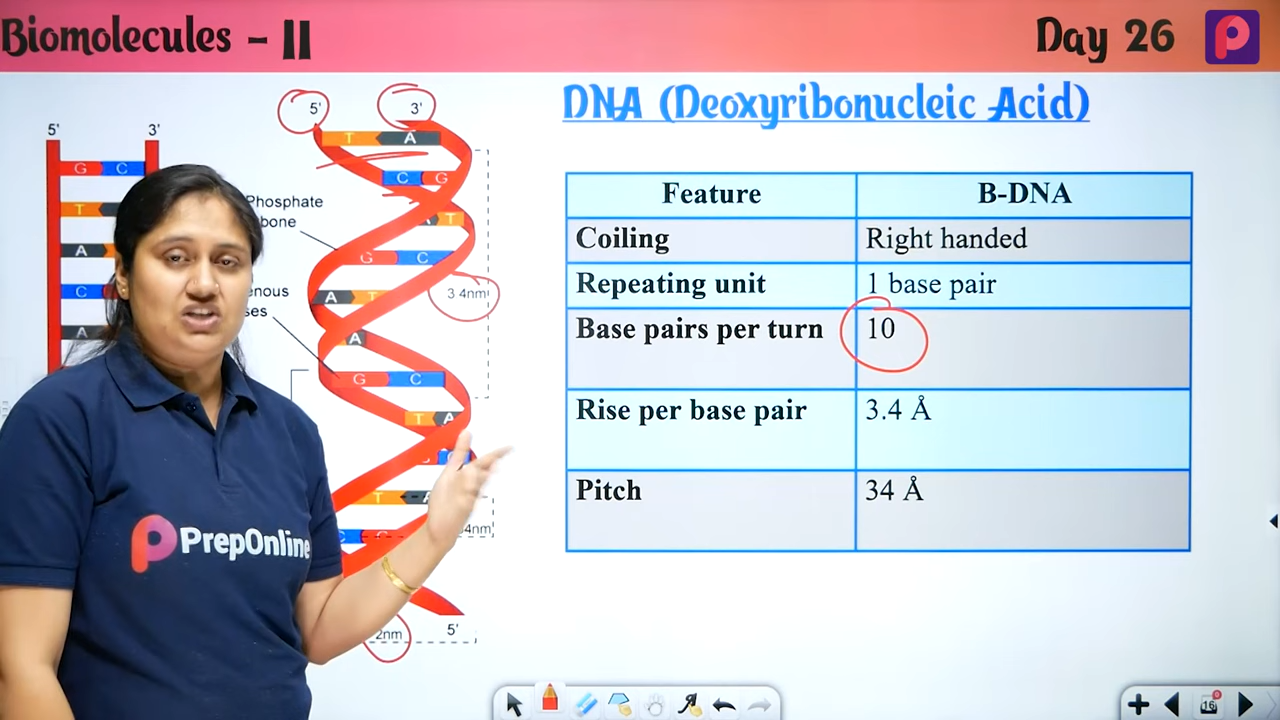 Biomolecules - II
Day 26
DNA (Deoxyribonucleic Acid)
5' 3'
G C
T
A
C
A
Phosphate
bone
enous
ses
5' 3'
T A
C G
A T
G C
3.4nm
A T
A
G C
T A
T A
C G
4nm
2nm
5'
Feature B-DNA
Coiling Right handed
Repeating unit 1 base pair
Base pairs per turn 10
Rise per base pair 3.4 Å
Pitch 34 Å
PrepOnline
16